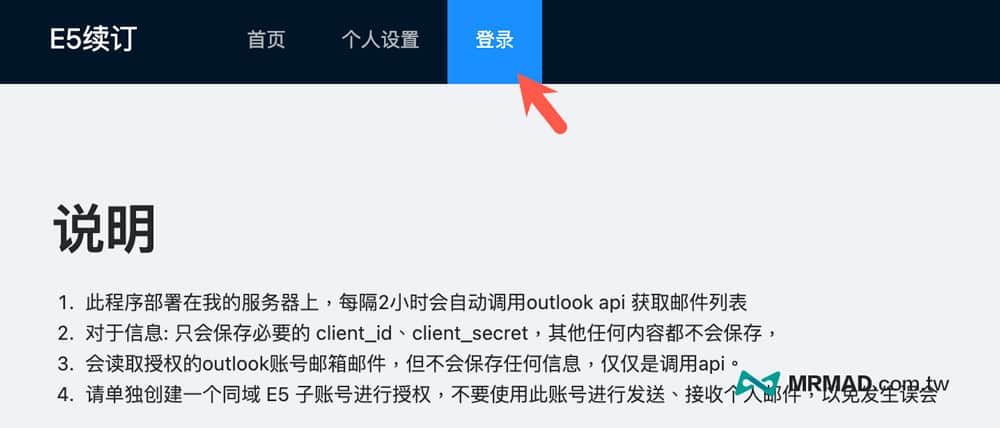 E5续订 首页 个人设置 登录
说明
1. 此程序部署在我的服务器上，每隔2小时会自动调用outlook api 获取邮件列表
2. 对于信息: 只会保存必要的 client_id、client_secret，其他任何内容都不会保存，
3. 会读取授权的outlook账号邮箱邮件，但不会保存任何信息，仅仅是调用api。
4. 请单独创建一个同域 E5 子账号进行授权，不要使用此账号进行发送、接收个人邮件，以免发生误会
MRMAD.com.tw